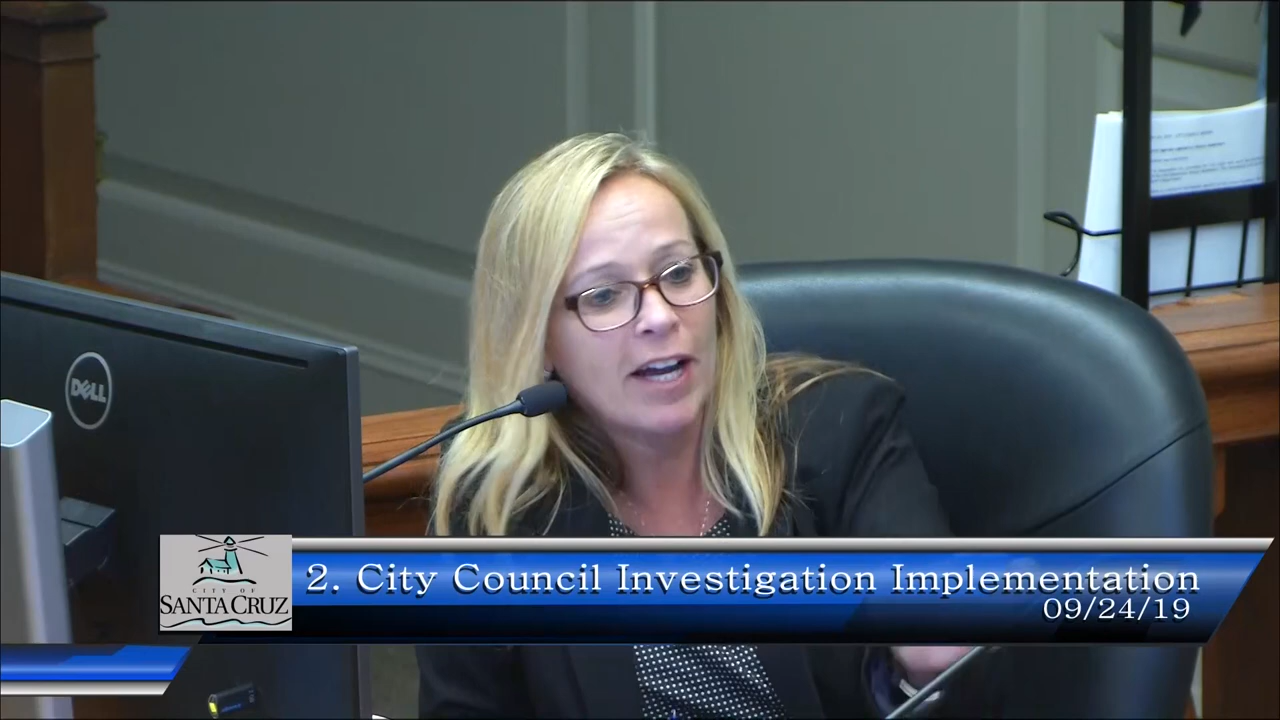 DELL
CITY OF
SANTA CRUZ
2. City Council Investigation Implementation
09/24/19